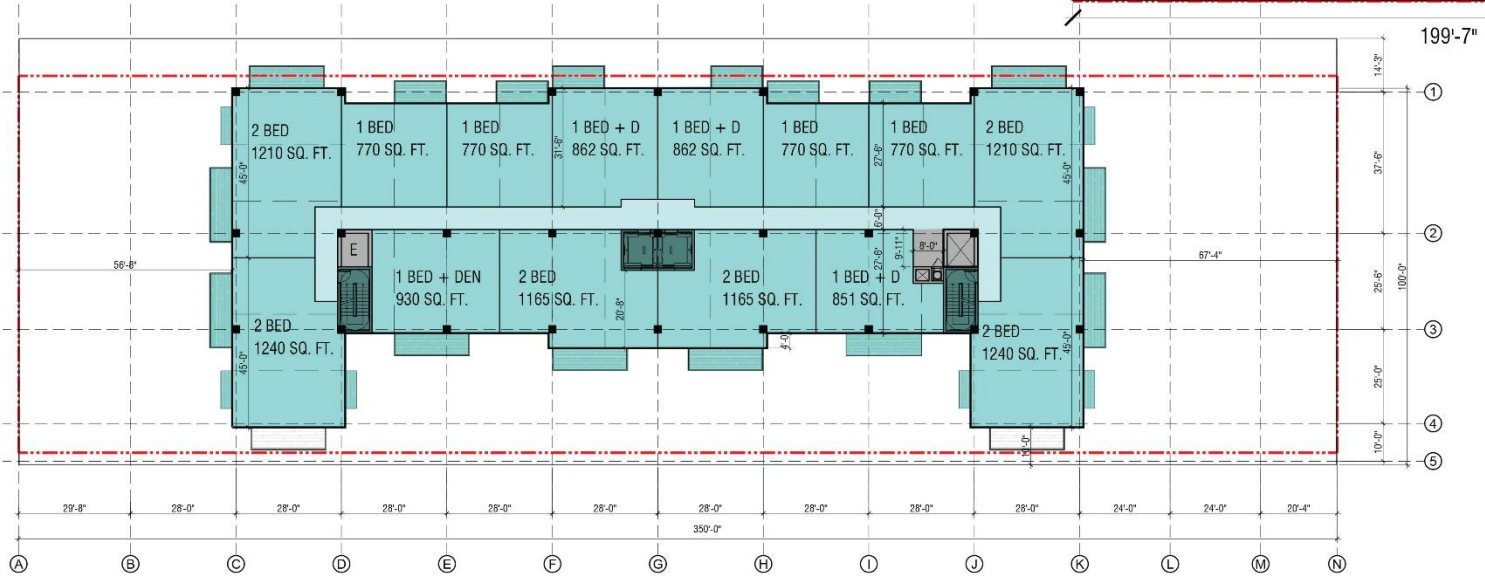 199'-7"
14'-3"
1
2 BED
1210 SQ. FT.
1 BED
770 SQ. FT.
1 BED
770 SQ. FT.
1 BED + D
862 SQ. FT.
1 BED + D
862 SQ. FT.
1 BED
770 SQ. FT.
1 BED
770 SQ. FT.
2 BED
1210 SQ. FT.
45'-0"
31'-6"
27'-6"
45'-0"
37'-6"
6'-0"
2
E
8'-0"
9'-11"
27'-6"
56'-8"
67'-4"
1 BED + DEN
930 SQ. FT.
2 BED
1165 SQ. FT.
2 BED
1165 SQ. FT.
1 BED + D
851 SQ. FT.
20'-8"
25'-6"
100'-0"
2 BED
1240 SQ. FT.
2 BED
1240 SQ. FT.
3
4'-0"
45'-0"
45'-0"
25'-0"
4
10'-0"
10'-0"
5
29'-8"
28'-0"
28'-0"
28'-0"
28'-0"
28'-0"
28'-0"
28'-0"
28'-0"
28'-0"
24'-0"
24'-0"
20'-4"
350'-0"
A
B
C
D
E
F
G
H
I
J
K
L
M
N